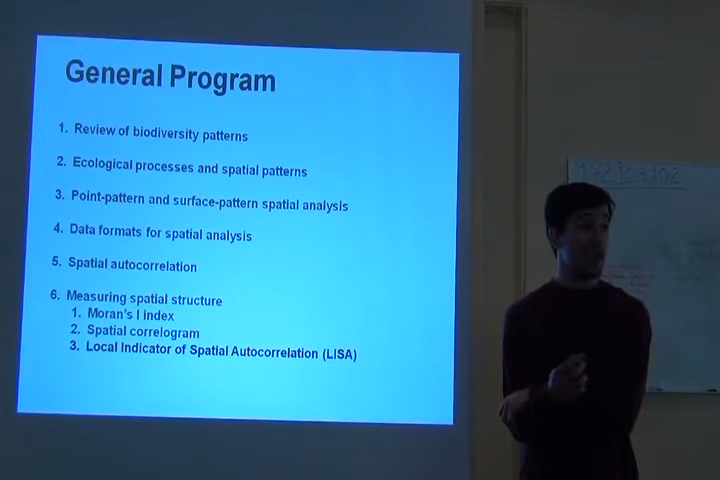 General Program
1. Review of biodiversity patterns
2. Ecological processes and spatial patterns
3. Point-pattern and surface-pattern spatial analysis
4. Data formats for spatial analysis
5. Spatial autocorrelation
6. Measuring spatial structure
1. Moran's I index
2. Spatial correlogram
3. Local Indicator of Spatial Autocorrelation (LISA)